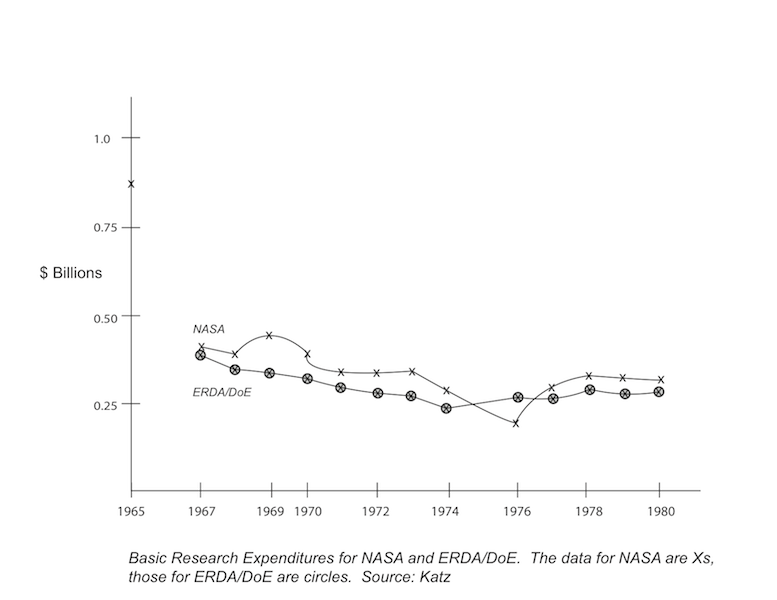 1.0
0.75
$ Billions
0.50
NASA
ERDA/DoE
0.25
1965 1967 1969 1970 1972 1974 1976 1978 1980
Basic Research Expenditures for NASA and ERDA/DoE. The data for NASA are Xs,
those for ERDA/DoE are circles. Source: Katz